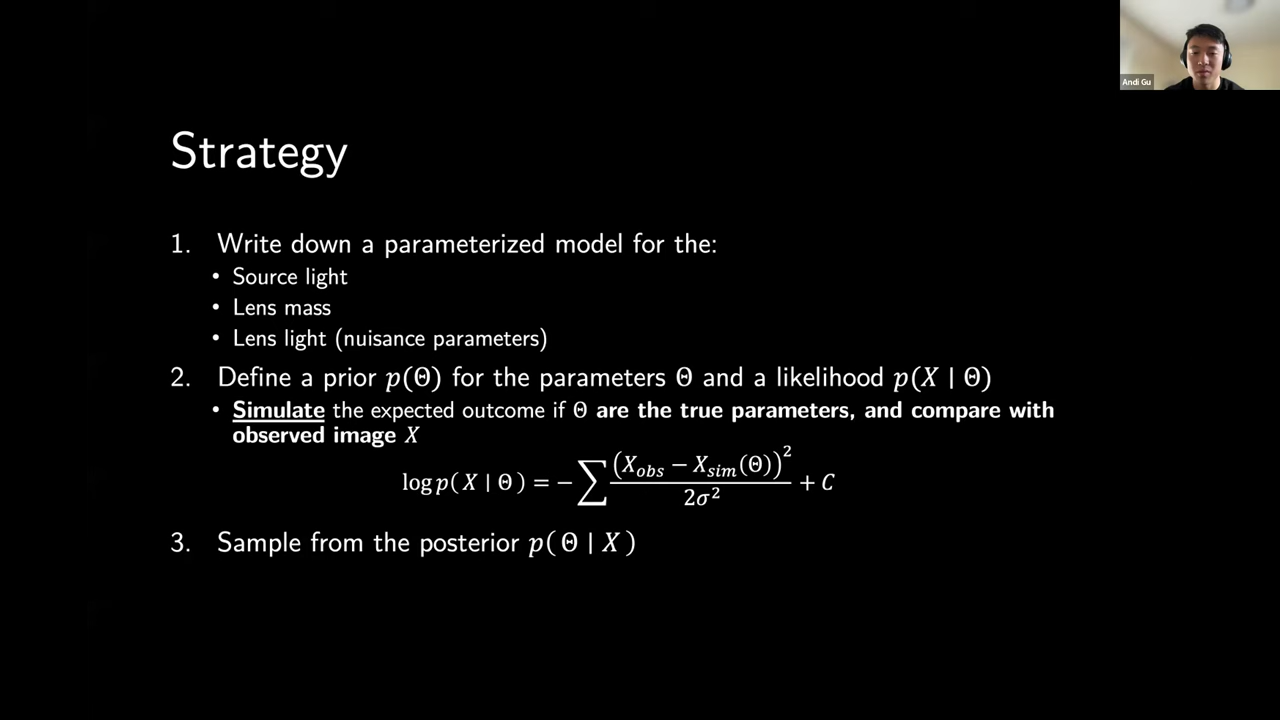 Andi Gu
Strategy
1. Write down a parameterized model for the:
• Source light
• Lens mass
• Lens light (nuisance parameters)
2. Define a prior p(Θ) for the parameters Θ and a likelihood p(X | Θ)
• Simulate the expected outcome if Θ are the true parameters, and compare with
observed image X
log p( X | Θ ) = − ∑ (X_obs − X_sim(Θ))² / 2σ² + C
3. Sample from the posterior p( Θ | X )